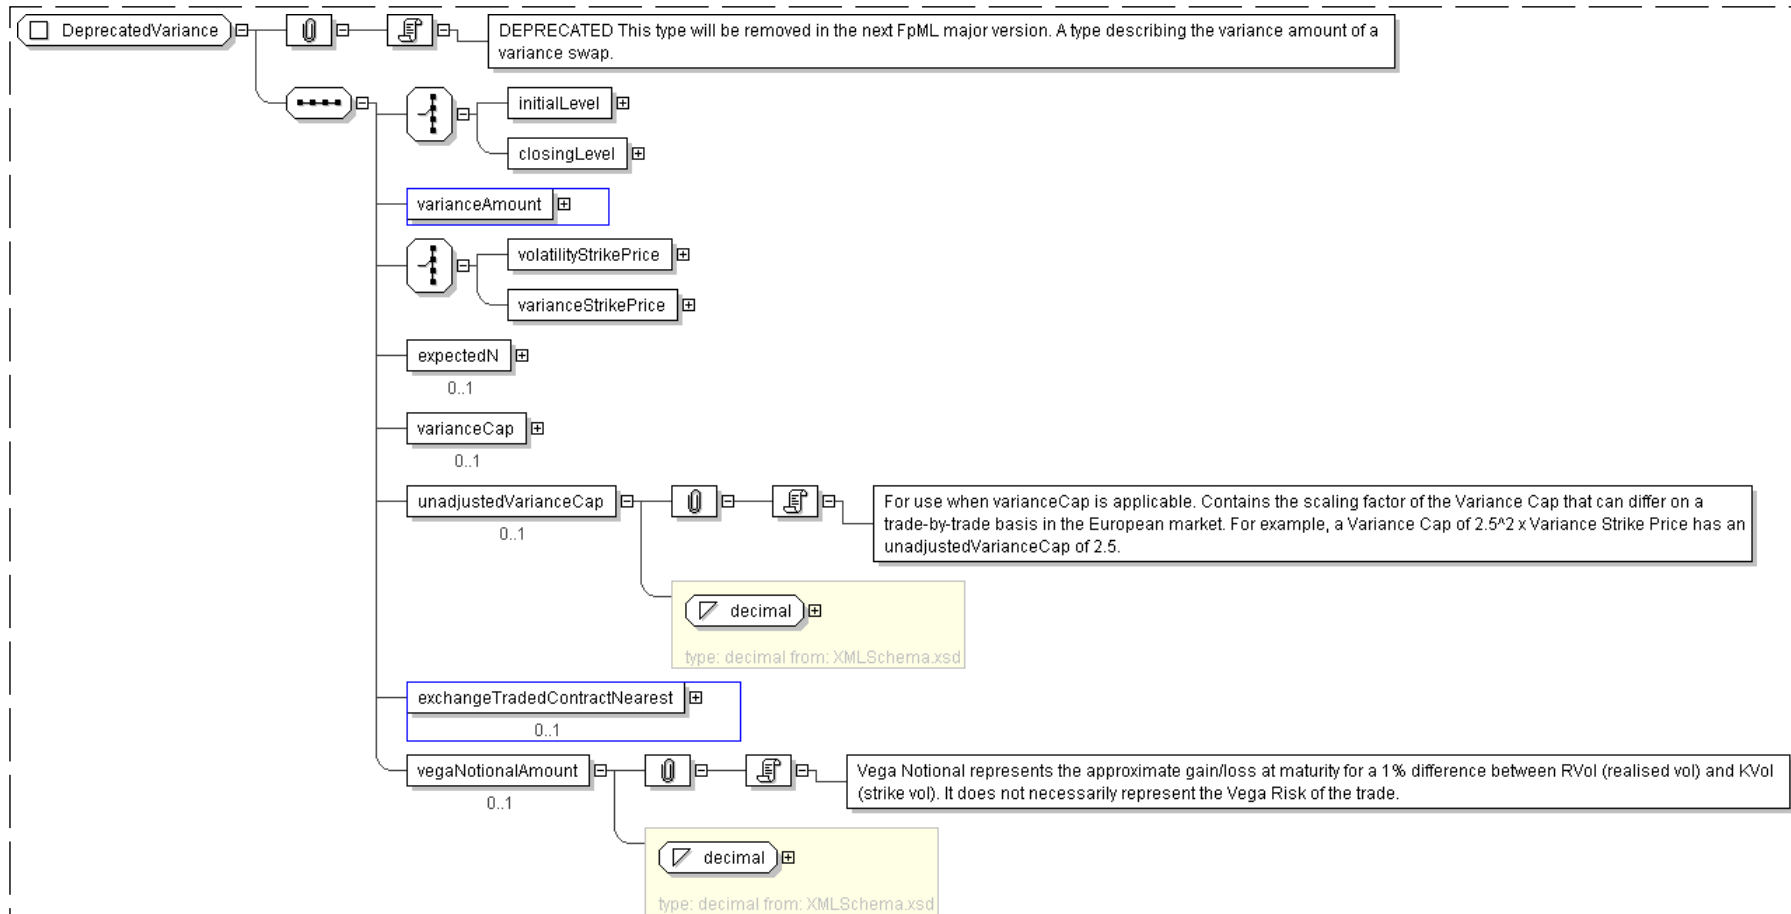 DeprecatedVariance
DEPRECATED This type will be removed in the next FpML major version. A type describing the variance amount of a
variance swap.
initialLevel
closingLevel
varianceAmount
volatilityStrikePrice
varianceStrikePrice
expectedN
0..1
varianceCap
0..1
unadjustedVarianceCap
0..1
For use when varianceCap is applicable. Contains the scaling factor of the Variance Cap that can differ on a
trade-by-trade basis in the European market. For example, a Variance Cap of 2.5^2 x Variance Strike Price has an
unadjustedVarianceCap of 2.5.
decimal
type: decimal from: XMLSchema.xsd
exchangeTradedContractNearest
0..1
vegaNotionalAmount
0..1
Vega Notional represents the approximate gain/loss at maturity for a 1% difference between RVol (realised vol) and KVol
(strike vol). It does not necessarily represent the Vega Risk of the trade.
decimal
type: decimal from: XMLSchema.xsd